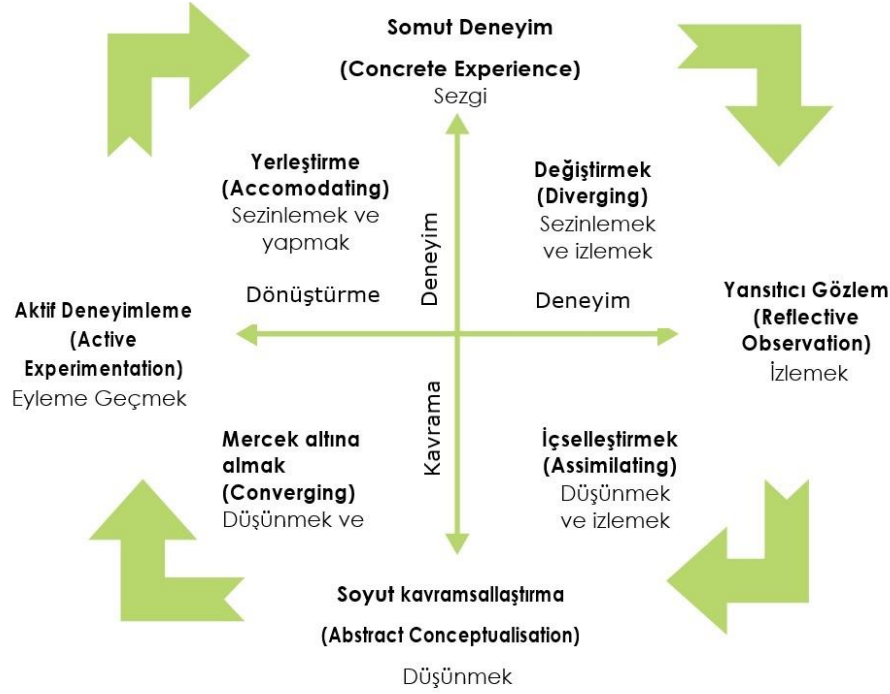 Somut Deneyim
(Concrete Experience)
Sezgi
Yerleştirme
(Accomodating)
Sezinlemek ve
yapmak
Değiştirmek
(Diverging)
Sezinlemek
ve izlemek
Deneyim
Dönüştürme
Deneyim
Aktif Deneyimleme
(Active
Experimentation)
Eyleme Geçmek
Yansıtıcı Gözlem
(Reflective
Observation)
İzlemek
Kavrama
Mercek altına
almak
(Converging)
Düşünmek ve
İçselleştirmek
(Assimilating)
Düşünmek
ve izlemek
Soyut kavramsallaştırma
(Abstract Conceptualisation)
Düşünmek